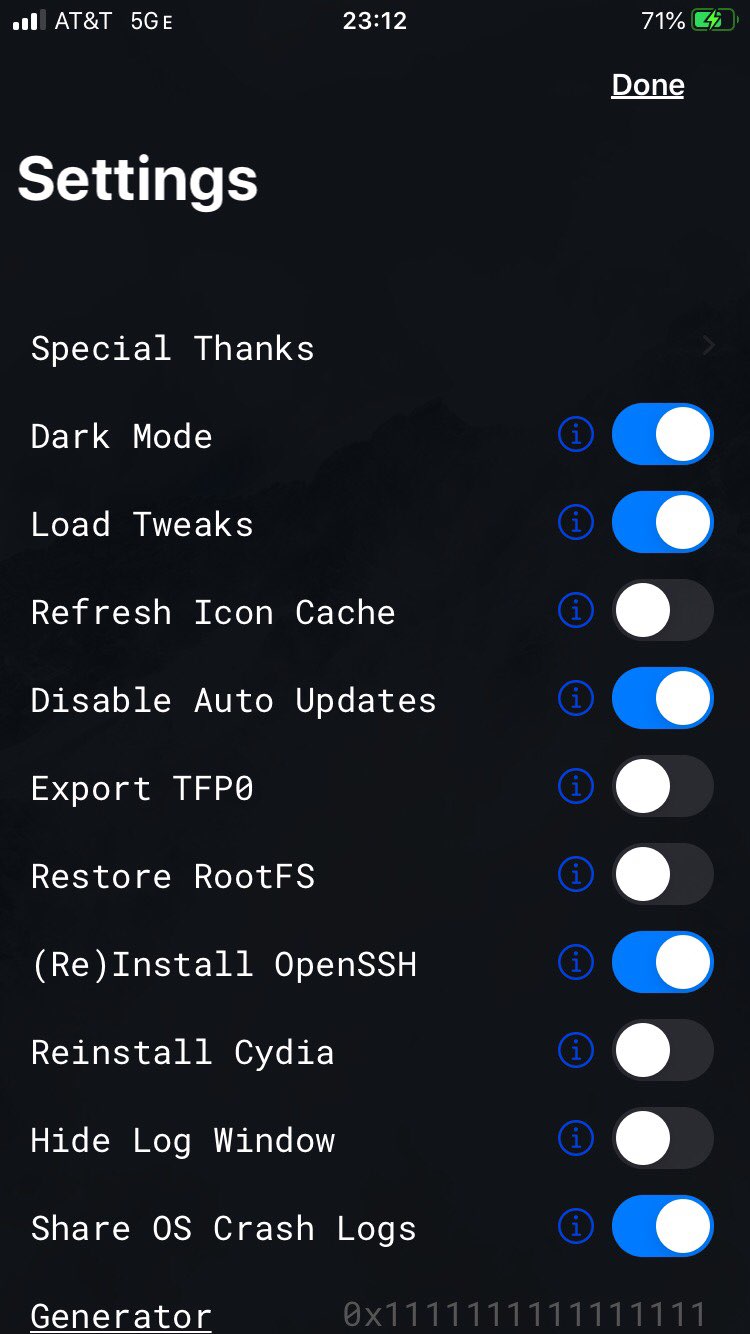 AT&T 5GE 23:12 71%
Done
Settings
Special Thanks
Dark Mode
Load Tweaks
Refresh Icon Cache
Disable Auto Updates
Export TFP0
Restore RootFS
(Re)Install OpenSSH
Reinstall Cydia
Hide Log Window
Share OS Crash Logs
Generator 0x1111111111111111